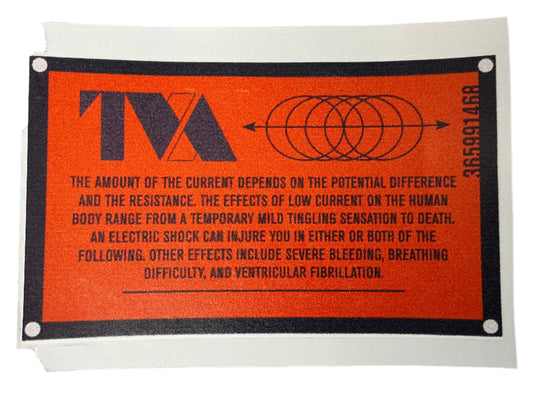 TVA
365991468
THE AMOUNT OF THE CURRENT DEPENDS ON THE POTENTIAL DIFFERENCE
AND THE RESISTANCE. THE EFFECTS OF LOW CURRENT ON THE HUMAN
BODY RANGE FROM A TEMPORARY MILD TINGLING SENSATION TO DEATH.
AN ELECTRIC SHOCK CAN INJURE YOU IN EITHER OR BOTH OF THE
FOLLOWING. OTHER EFFECTS INCLUDE SEVERE BLEEDING, BREATHING
DIFFICULTY, AND VENTRICULAR FIBRILLATION.